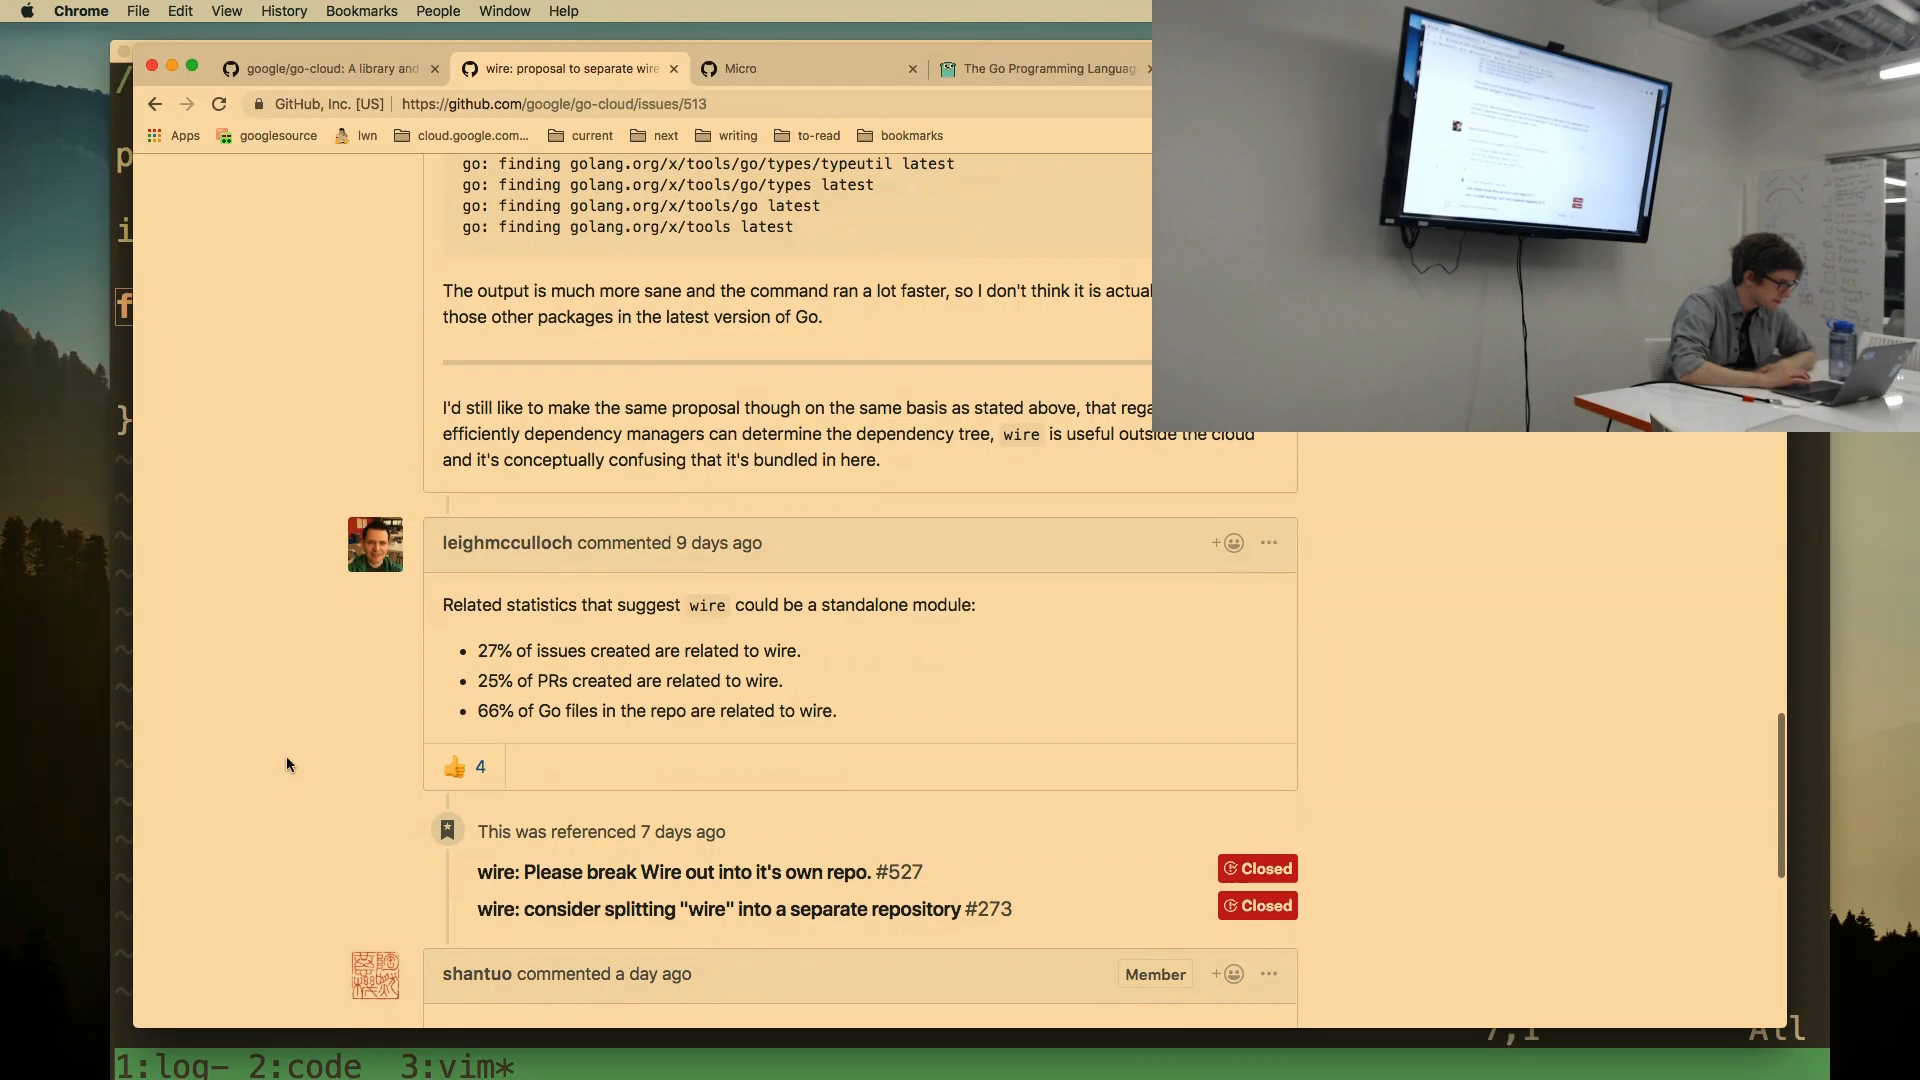 Chrome File Edit View History Bookmarks People Window Help
google/go-cloud: A library and
wire: proposal to separate wire
Micro
The Go Programming Languag
GitHub, Inc. [US] https://github.com/google/go-cloud/issues/513
Apps googlesource lwn cloud.google.com... current next writing to-read bookmarks
go: finding golang.org/x/tools/go/types/typeutil latest
go: finding golang.org/x/tools/go/types latest
go: finding golang.org/x/tools/go latest
go: finding golang.org/x/tools latest
The output is much more sane and the command ran a lot faster, so I don't think it is actual
those other packages in the latest version of Go.
I'd still like to make the same proposal though on the same basis as stated above, that rega
efficiently dependency managers can determine the dependency tree, wire is useful outside the cloud
and it's conceptually confusing that it's bundled in here.
leighmcculloch commented 9 days ago
Related statistics that suggest wire could be a standalone module:
• 27% of issues created are related to wire.
• 25% of PRs created are related to wire.
• 66% of Go files in the repo are related to wire.
4
This was referenced 7 days ago
wire: Please break Wire out into it's own repo. #527 Closed
wire: consider splitting "wire" into a separate repository #273 Closed
shantuo commented a day ago Member
7,1 All
1:log- 2:code 3:vim*